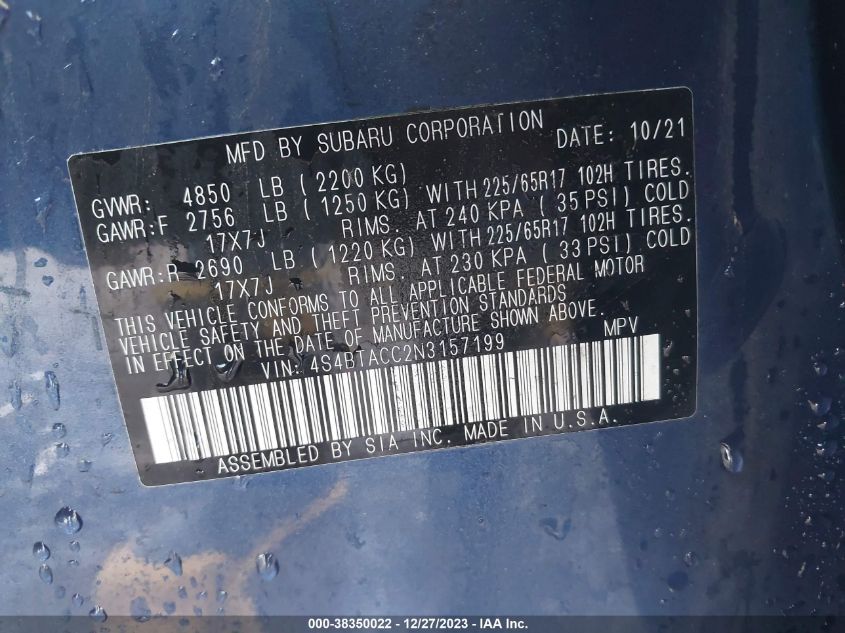 MFD BY SUBARU CORPORATION DATE: 10/21
GVWR: 4850 LB ( 2200 KG)
GAWR:F 2756 LB ( 1250 KG) WITH 225/65R17 102H TIRES.
17X7J RIMS. AT 240 KPA ( 35 PSI) COLD
GAWR:R 2690 LB ( 1220 KG) WITH 225/65R17 102H TIRES.
17X7J RIMS. AT 230 KPA ( 33 PSI) COLD
THIS VEHICLE CONFORMS TO ALL APPLICABLE FEDERAL MOTOR
VEHICLE SAFETY AND THEFT PREVENTION STANDARDS
IN EFFECT ON THE DATE OF MANUFACTURE SHOWN ABOVE.
VIN: 4S4BTACC2N3157199 MPV
ASSEMBLED BY SIA INC. MADE IN U.S.A.
000-38350022 - 12/27/2023 - IAA Inc.